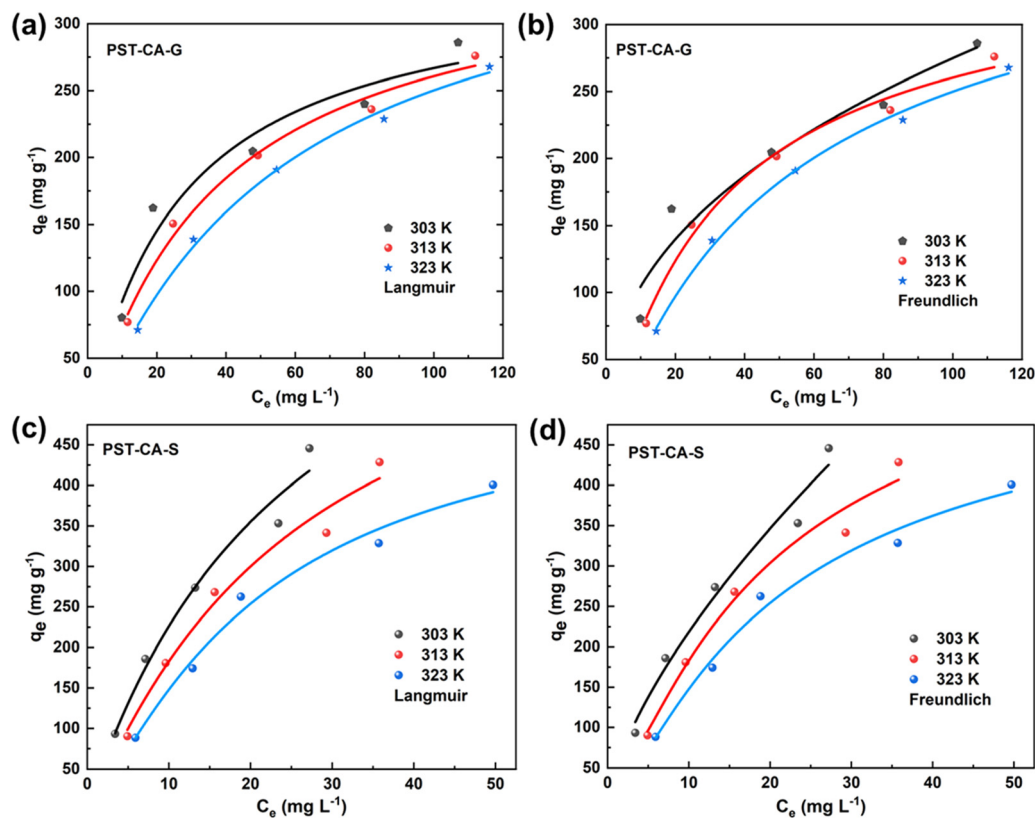 (a)
PST-CA-G
300
250
200
150
100
50
qe (mg g-1)
303 K
313 K
323 K
Langmuir
0 20 40 60 80 100 120
Ce (mg L-1)
(b)
PST-CA-G
300
250
200
150
100
50
qe (mg g-1)
303 K
313 K
323 K
Freundlich
0 20 40 60 80 100 120
Ce (mg L-1)
(c)
PST-CA-S
450
400
350
300
250
200
150
100
50
qe (mg g-1)
303 K
313 K
323 K
Langmuir
0 10 20 30 40 50
Ce (mg L-1)
(d)
PST-CA-S
450
400
350
300
250
200
150
100
50
qe (mg g-1)
303 K
313 K
323 K
Freundlich
0 10 20 30 40 50
Ce (mg L-1)